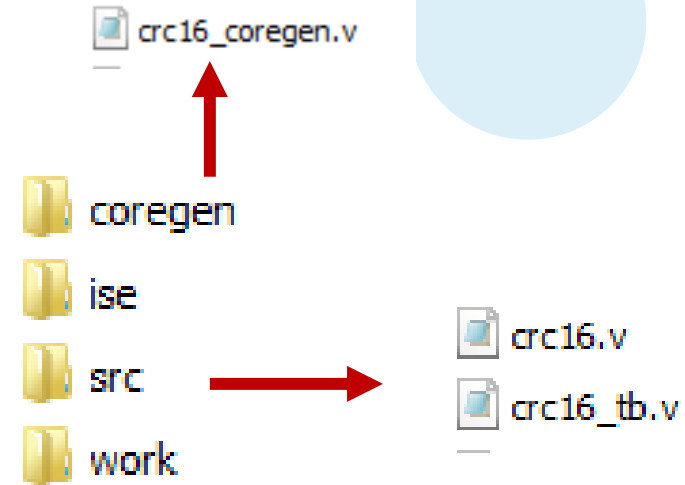 crc16_coregen.v
coregen
ise
src
work
crc16.v
crc16_tb.v